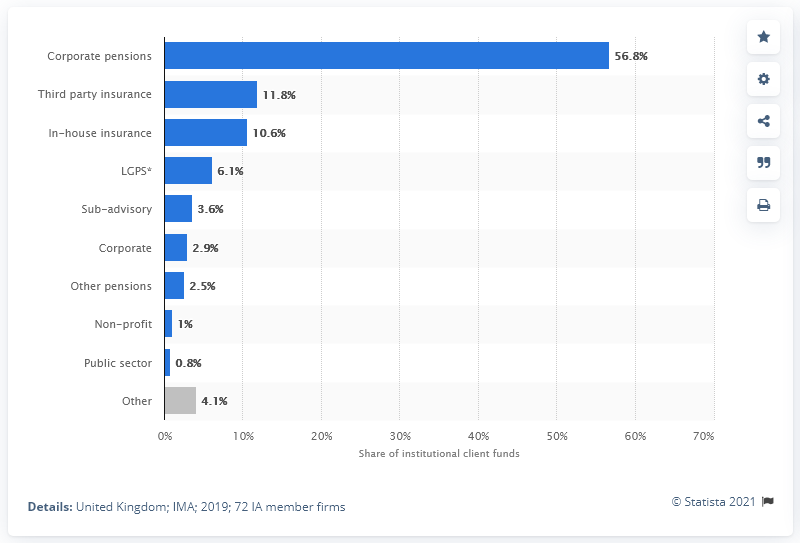 Corporate pensions 56.8%
Third party insurance 11.8%
In-house insurance 10.6%
LGPS* 6.1%
Sub-advisory 3.6%
Corporate 2.9%
Other pensions 2.5%
Non-profit 1%
Public sector 0.8%
Other 4.1%
0% 10% 20% 30% 40% 50% 60% 70%
Share of institutional client funds
Details: United Kingdom; IMA; 2019; 72 IA member firms
© Statista 2021